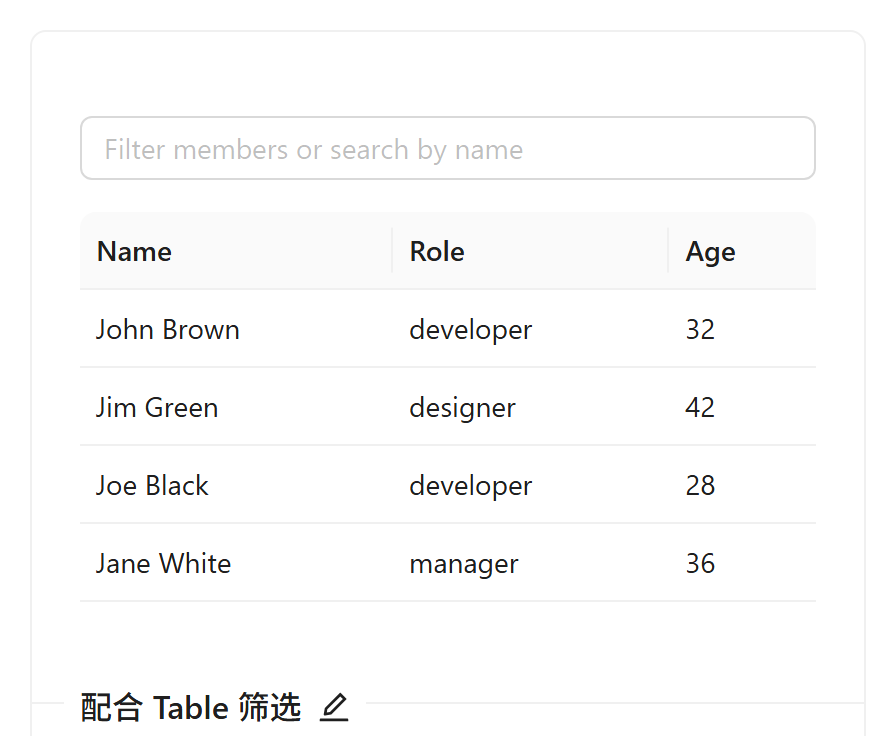 Filter members or search by name
Name Role Age
John Brown developer 32
Jim Green designer 42
Joe Black developer 28
Jane White manager 36
配合 Table 筛选